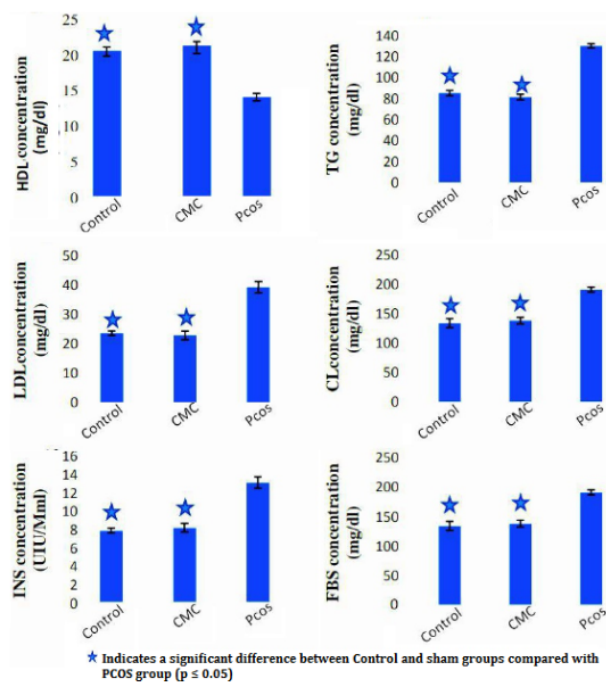 HDL concentration
(mg/dl)
25
20
15
10
5
0
Control
CMC
Pcos
TG concentration
(mg/dl)
140
120
100
80
60
40
20
0
Control
CMC
Pcos
LDLconcentration
(mg/dl)
50
40
30
20
10
0
Control
CMC
Pcos
CLconcentration
(mg/dl)
250
200
150
100
50
0
Control
CMC
Pcos
INS concentration
(UIU/Mml)
16
14
12
10
8
6
4
2
0
Control
CMC
Pcos
FBS concentration
(mg/dl)
250
200
150
100
50
0
Control
CMC
Pcos
Indicates a significant difference between Control and sham groups compared with
PCOS group (p ≤ 0.05)